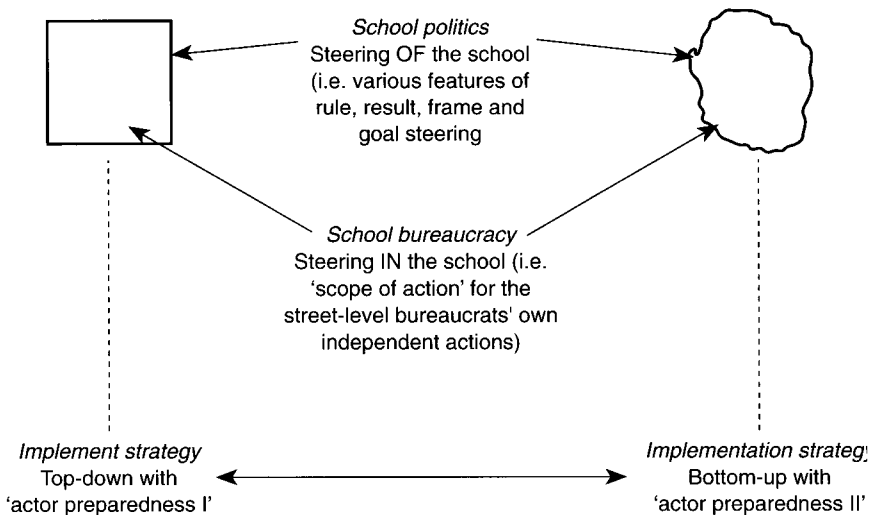 School politics
Steering OF the school
(i.e. various features of
rule, result, frame and
goal steering
School bureaucracy
Steering IN the school (i.e.
‘scope of action’ for the
street-level bureaucrats' own
independent actions)
Implement strategy
Top-down with
‘actor preparedness I’
Implementation strategy
Bottom-up with
‘actor preparedness II’